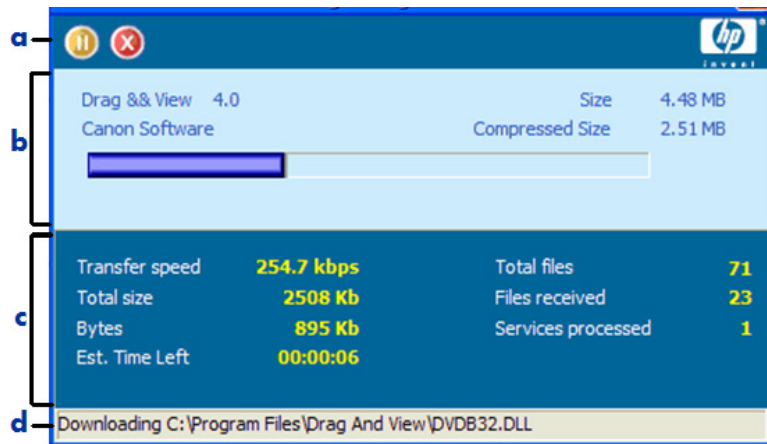 a
hp
invent
b
Drag && View 4.0 Size 4.48 MB
Canon Software Compressed Size 2.51 MB
c
Transfer speed 254.7 kbps Total files 71
Total size 2508 Kb Files received 23
Bytes 895 Kb Services processed 1
Est. Time Left 00:00:06
d
Downloading C:\Program Files\Drag And View\DVDB32.DLL